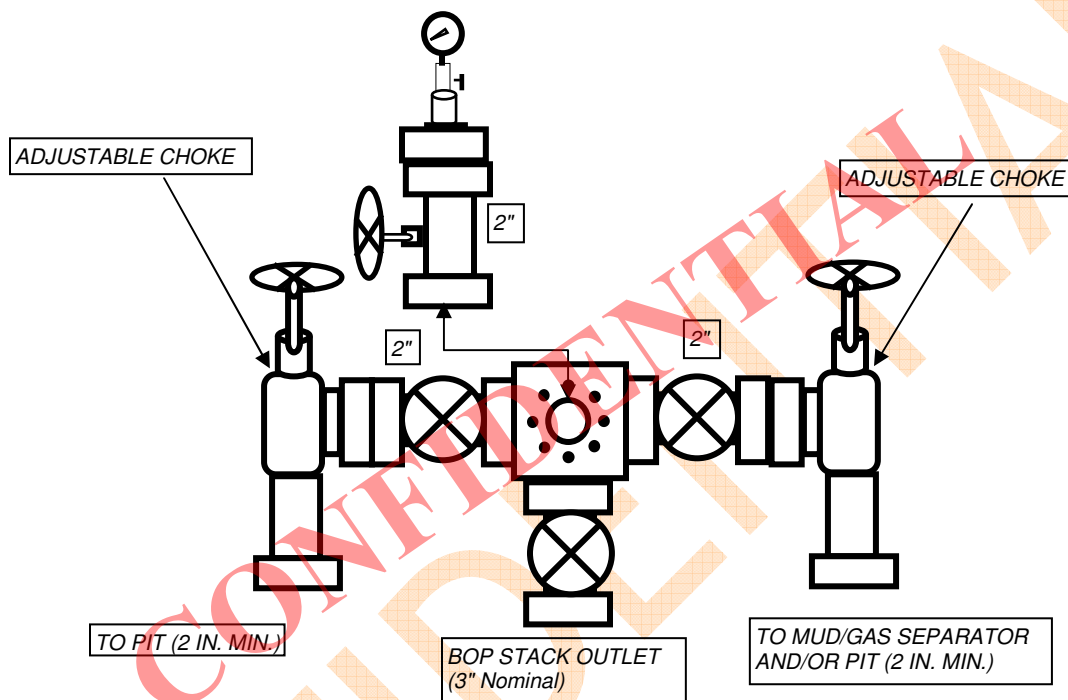 ADJUSTABLE CHOKE
ADJUSTABLE CHOKE
2"
2"
2"
TO PIT (2 IN. MIN.)
BOP STACK OUTLET
(3" Nominal)
TO MUD/GAS SEPARATOR
AND/OR PIT (2 IN. MIN.)
CONFIDENTIAL